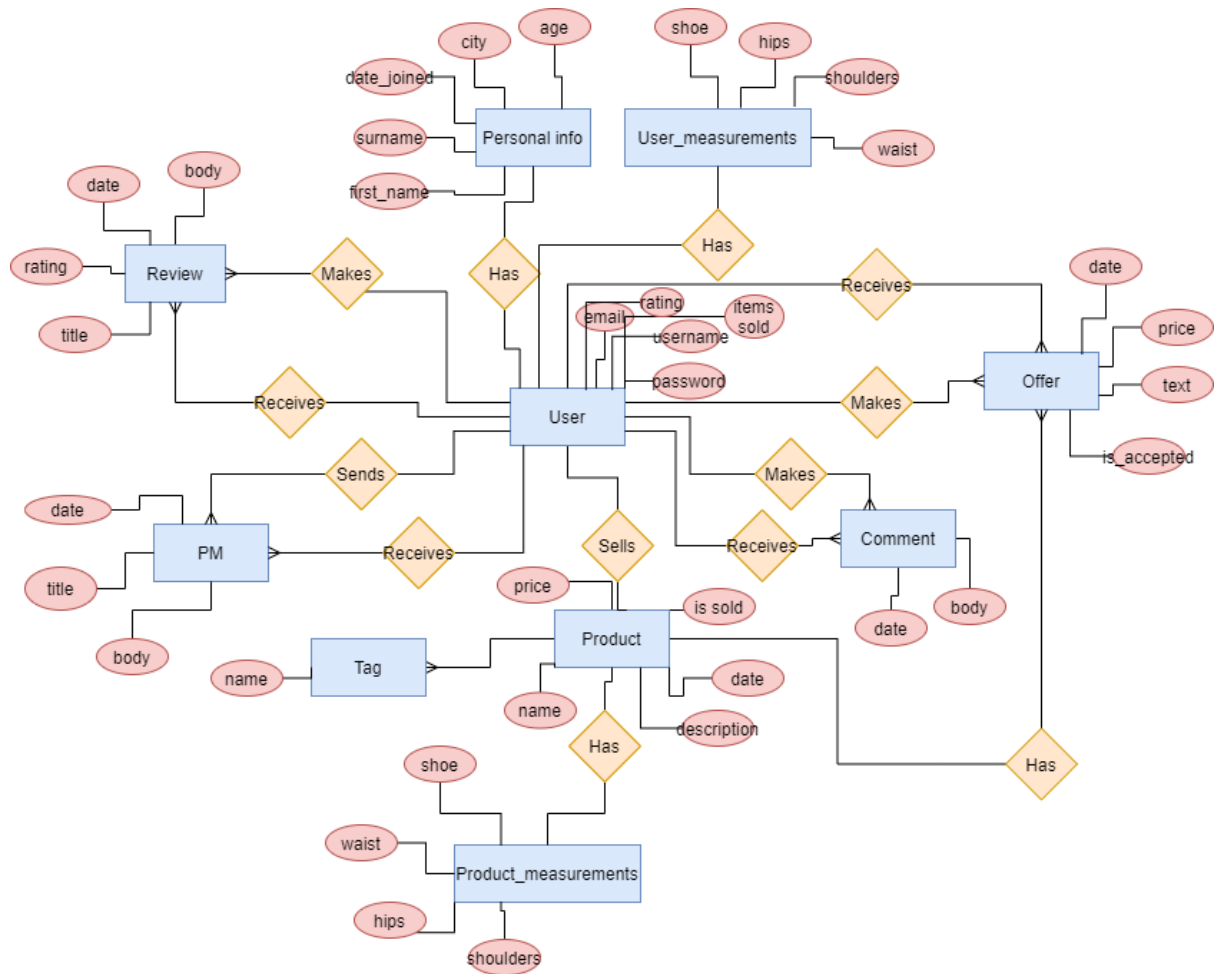 age
shoe
hips
city
date_joined
shoulders
surname
Personal info
User_measurements
waist
body
date
first_name
Has
rating
Review
Makes
Has
Receives
date
title
email
rating
items
sold
username
price
password
Offer
text
Receives
User
Makes
is_accepted
Sends
Makes
date
PM
Receives
Sells
Receives
Comment
title
price
is sold
date
body
body
Tag
Product
name
name
date
description
Has
Has
shoe
waist
Product_measurements
hips
shoulders